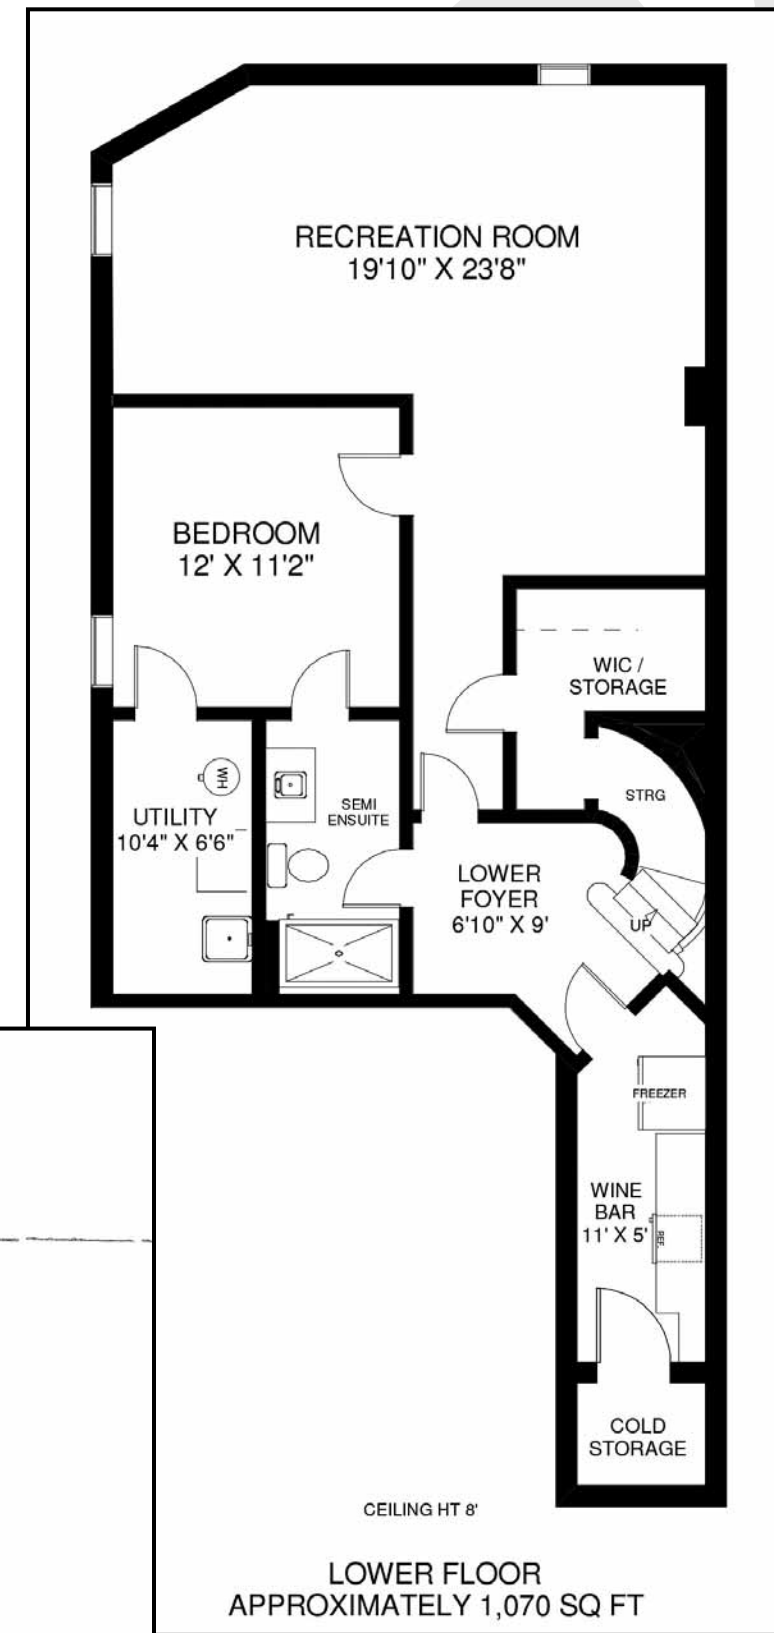 RECREATION ROOM
19'10" X 23'8"
BEDROOM
12' X 11'2"
WIC /
STORAGE
WH
UTILITY
10'4" X 6'6"
SEMI
ENSUITE
STRG
LOWER
FOYER
6'10" X 9'
UP
FREEZER
WINE
BAR
11' X 5'
REF.
COLD
STORAGE
CEILING HT 8'
LOWER FLOOR
APPROXIMATELY 1,070 SQ FT